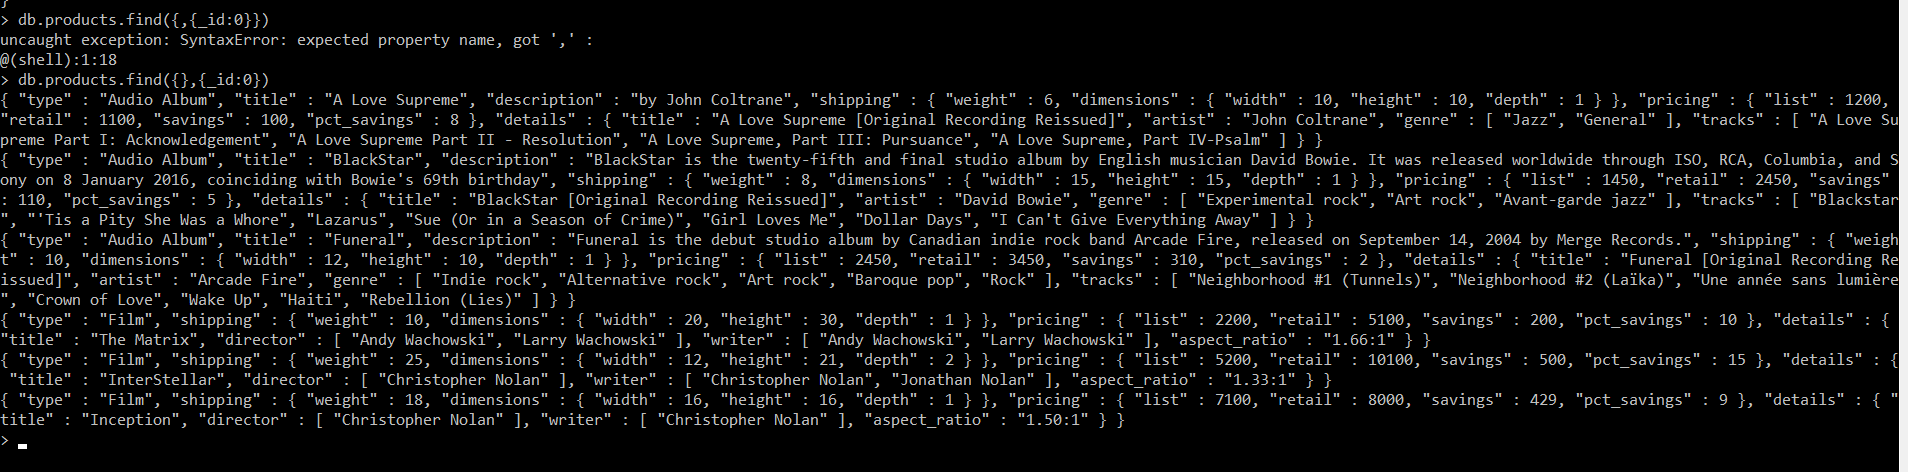 }
> db.products.find({,{_id:0}})
uncaught exception: SyntaxError: expected property name, got ',' :
@(shell):1:18
> db.products.find({},{_id:0})
{ "type" : "Audio Album", "title" : "A Love Supreme", "description" : "by John Coltrane", "shipping" : { "weight" : 6, "dimensions" : { "width" : 10, "height" : 10, "depth" : 1 } }, "pricing" : { "list" : 1200,
"retail" : 1100, "savings" : 100, "pct_savings" : 8 }, "details" : { "title" : "A Love Supreme [Original Recording Reissued]", "artist" : "John Coltrane", "genre" : [ "Jazz", "General" ], "tracks" : [ "A Love Su
preme Part I: Acknowledgement", "A Love Supreme Part II - Resolution", "A Love Supreme, Part III: Pursuance", "A Love Supreme, Part IV-Psalm" ] } }
{ "type" : "Audio Album", "title" : "BlackStar", "description" : "BlackStar is the twenty-fifth and final studio album by English musician David Bowie. It was released worldwide through ISO, RCA, Columbia, and S
ony on 8 January 2016, coinciding with Bowie's 69th birthday", "shipping" : { "weight" : 8, "dimensions" : { "width" : 15, "height" : 15, "depth" : 1 } }, "pricing" : { "list" : 1450, "retail" : 2450, "savings"
: 110, "pct_savings" : 5 }, "details" : { "title" : "BlackStar [Original Recording Reissued]", "artist" : "David Bowie", "genre" : [ "Experimental rock", "Art rock", "Avant-garde jazz" ], "tracks" : [ "Blackstar
", "'Tis a Pity She Was a Whore", "Lazarus", "Sue (Or in a Season of Crime)", "Girl Loves Me", "Dollar Days", "I Can't Give Everything Away" ] } }
{ "type" : "Audio Album", "title" : "Funeral", "description" : "Funeral is the debut studio album by Canadian indie rock band Arcade Fire, released on September 14, 2004 by Merge Records.", "shipping" : { "weigh
t" : 10, "dimensions" : { "width" : 12, "height" : 10, "depth" : 1 } }, "pricing" : { "list" : 2450, "retail" : 3450, "savings" : 310, "pct_savings" : 2 }, "details" : { "title" : "Funeral [Original Recording Re
issued]", "artist" : "Arcade Fire", "genre" : [ "Indie rock", "Alternative rock", "Art rock", "Baroque pop", "Rock" ], "tracks" : [ "Neighborhood #1 (Tunnels)", "Neighborhood #2 (Laïka)", "Une année sans lumière
", "Crown of Love", "Wake Up", "Haiti", "Rebellion (Lies)" ] } }
{ "type" : "Film", "shipping" : { "weight" : 10, "dimensions" : { "width" : 20, "height" : 30, "depth" : 1 } }, "pricing" : { "list" : 2200, "retail" : 5100, "savings" : 200, "pct_savings" : 10 }, "details" : {
"title" : "The Matrix", "director" : [ "Andy Wachowski", "Larry Wachowski" ], "writer" : [ "Andy Wachowski", "Larry Wachowski" ], "aspect_ratio" : "1.66:1" } }
{ "type" : "Film", "shipping" : { "weight" : 25, "dimensions" : { "width" : 12, "height" : 21, "depth" : 2 } }, "pricing" : { "list" : 5200, "retail" : 10100, "savings" : 500, "pct_savings" : 15 }, "details" : {
"title" : "InterStellar", "director" : [ "Christopher Nolan" ], "writer" : [ "Christopher Nolan", "Jonathan Nolan" ], "aspect_ratio" : "1.33:1" } }
{ "type" : "Film", "shipping" : { "weight" : 18, "dimensions" : { "width" : 16, "height" : 16, "depth" : 1 } }, "pricing" : { "list" : 7100, "retail" : 8000, "savings" : 429, "pct_savings" : 9 }, "details" : { "
title" : "Inception", "director" : [ "Christopher Nolan" ], "writer" : [ "Christopher Nolan" ], "aspect_ratio" : "1.50:1" } }
>